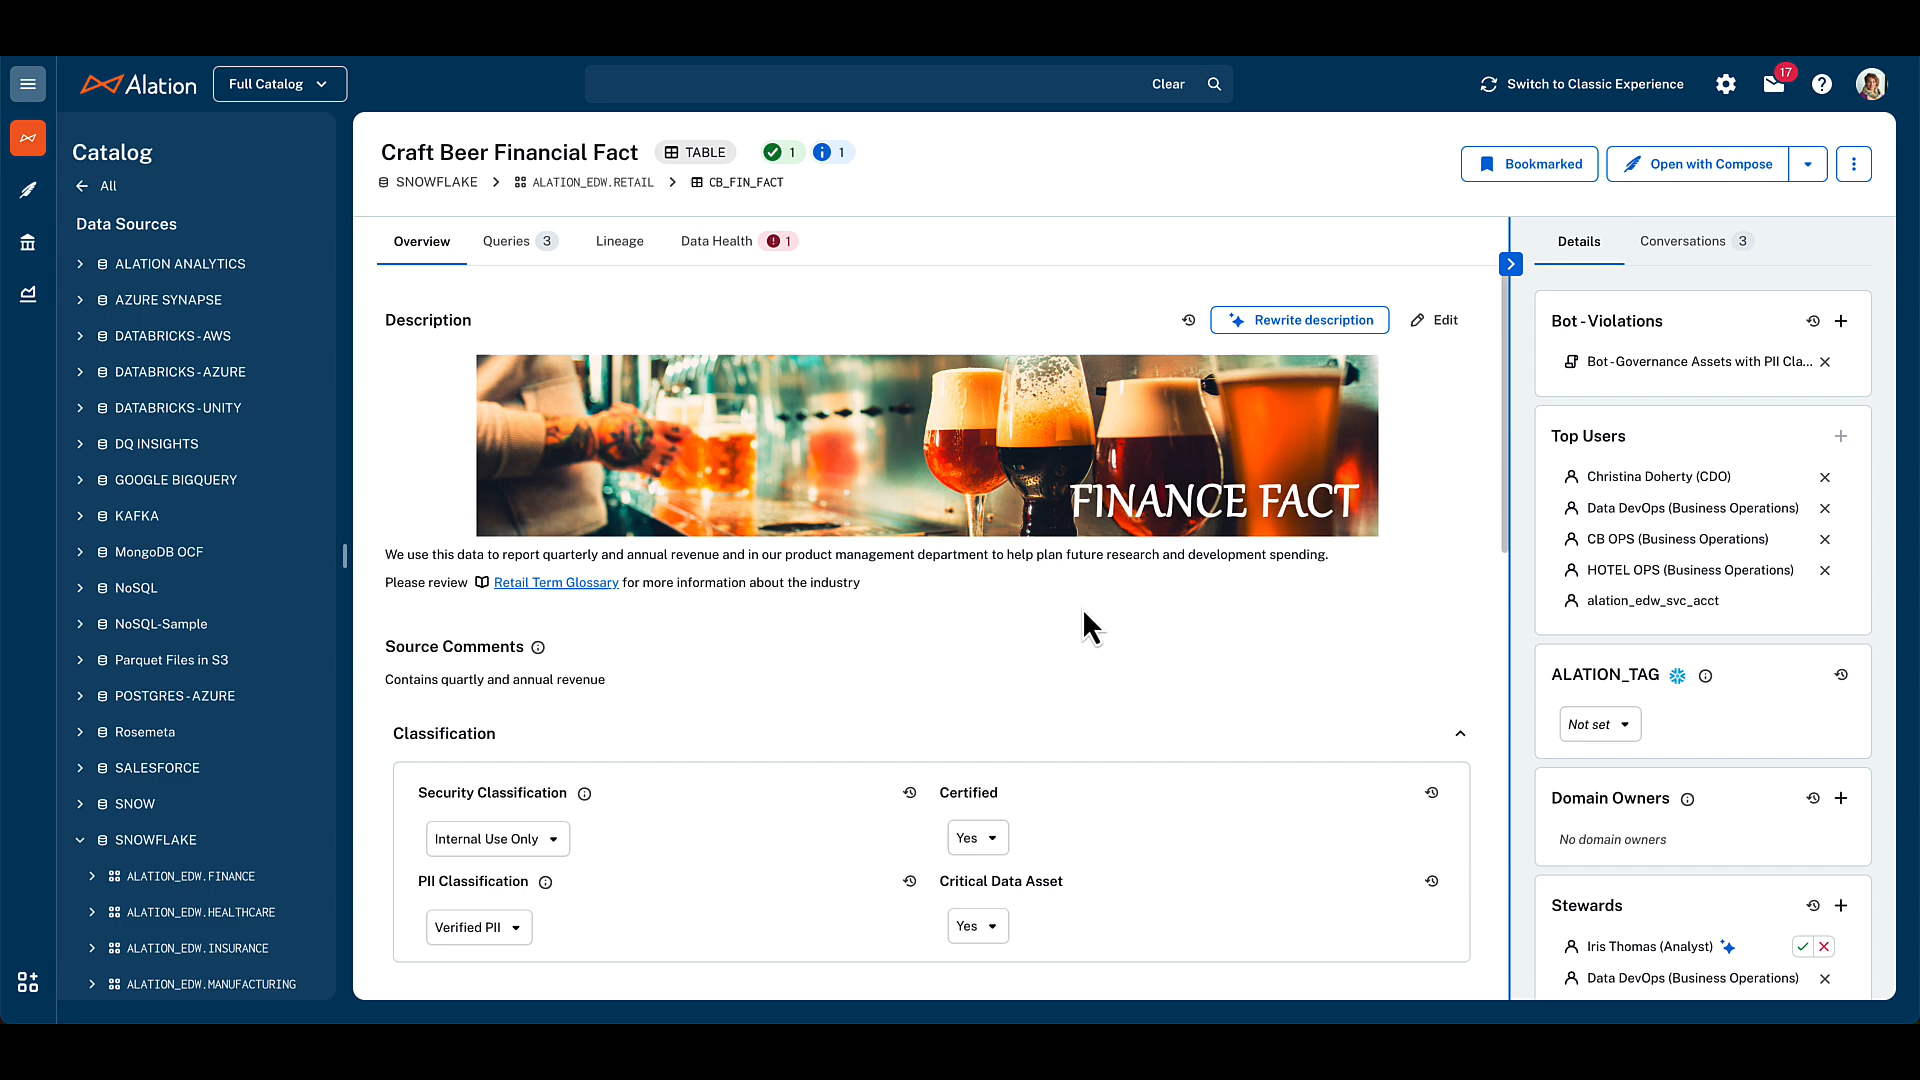 Alation
Full Catalog
Clear
Switch to Classic Experience
17
Catalog
All
Data Sources
ALATION ANALYTICS
AZURE SYNAPSE
DATABRICKS-AWS
DATABRICKS-AZURE
DATABRICKS-UNITY
DQ INSIGHTS
GOOGLE BIGQUERY
KAFKA
MongoDB OCF
NoSQL
NoSQL-Sample
Parquet Files in S3
POSTGRES-AZURE
Rosemeta
SALESFORCE
SNOW
SNOWFLAKE
ALATION_EDW.FINANCE
ALATION_EDW.HEALTHCARE
ALATION_EDW.INSURANCE
ALATION_EDW.MANUFACTURING
Craft Beer Financial Fact TABLE 1 1
SNOWFLAKE ALATION_EDW.RETAIL CB_FIN_FACT
Bookmarked
Open with Compose
Overview
Queries 3
Lineage
Data Health 1
Description
Rewrite description
Edit
FINANCE FACT
We use this data to report quarterly and annual revenue and in our product management department to help plan future research and development spending.
Please review Retail Term Glossary for more information about the industry
Source Comments
Contains quartly and annual revenue
Classification
Security Classification
Internal Use Only
Certified
Yes
PII Classification
Verified PII
Critical Data Asset
Yes
Details
Conversations 3
Bot-Violations
Bot-Governance Assets with PII Cla...
Top Users
Christina Doherty (CDO)
Data DevOps (Business Operations)
CB OPS (Business Operations)
HOTEL OPS (Business Operations)
alation_edw_svc_acct
ALATION_TAG
Not set
Domain Owners
No domain owners
Stewards
Iris Thomas (Analyst)
Data DevOps (Business Operations)